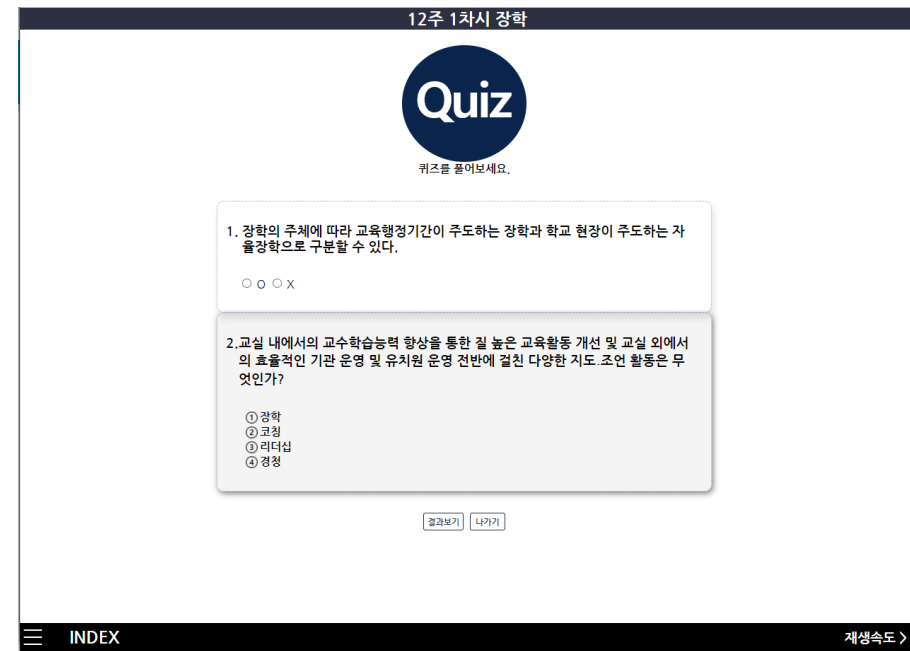 12주 1차시 장학
Quiz
퀴즈를 풀어보세요.
1. 장학의 주체에 따라 교육행정기간이 주도하는 장학과 학교 현장이 주도하는 자
율장학으로 구분할 수 있다.
O X
2.교실 내에서의 교수학습능력 향상을 통한 질 높은 교육활동 개선 및 교실 외에서
의 효율적인 기관 운영 및 유치원 운영 전반에 걸친 다양한 지도.조언 활동은 무
엇인가?
① 장학
② 코칭
③ 리더십
④ 경청
결과보기 나가기
INDEX 재생속도 >